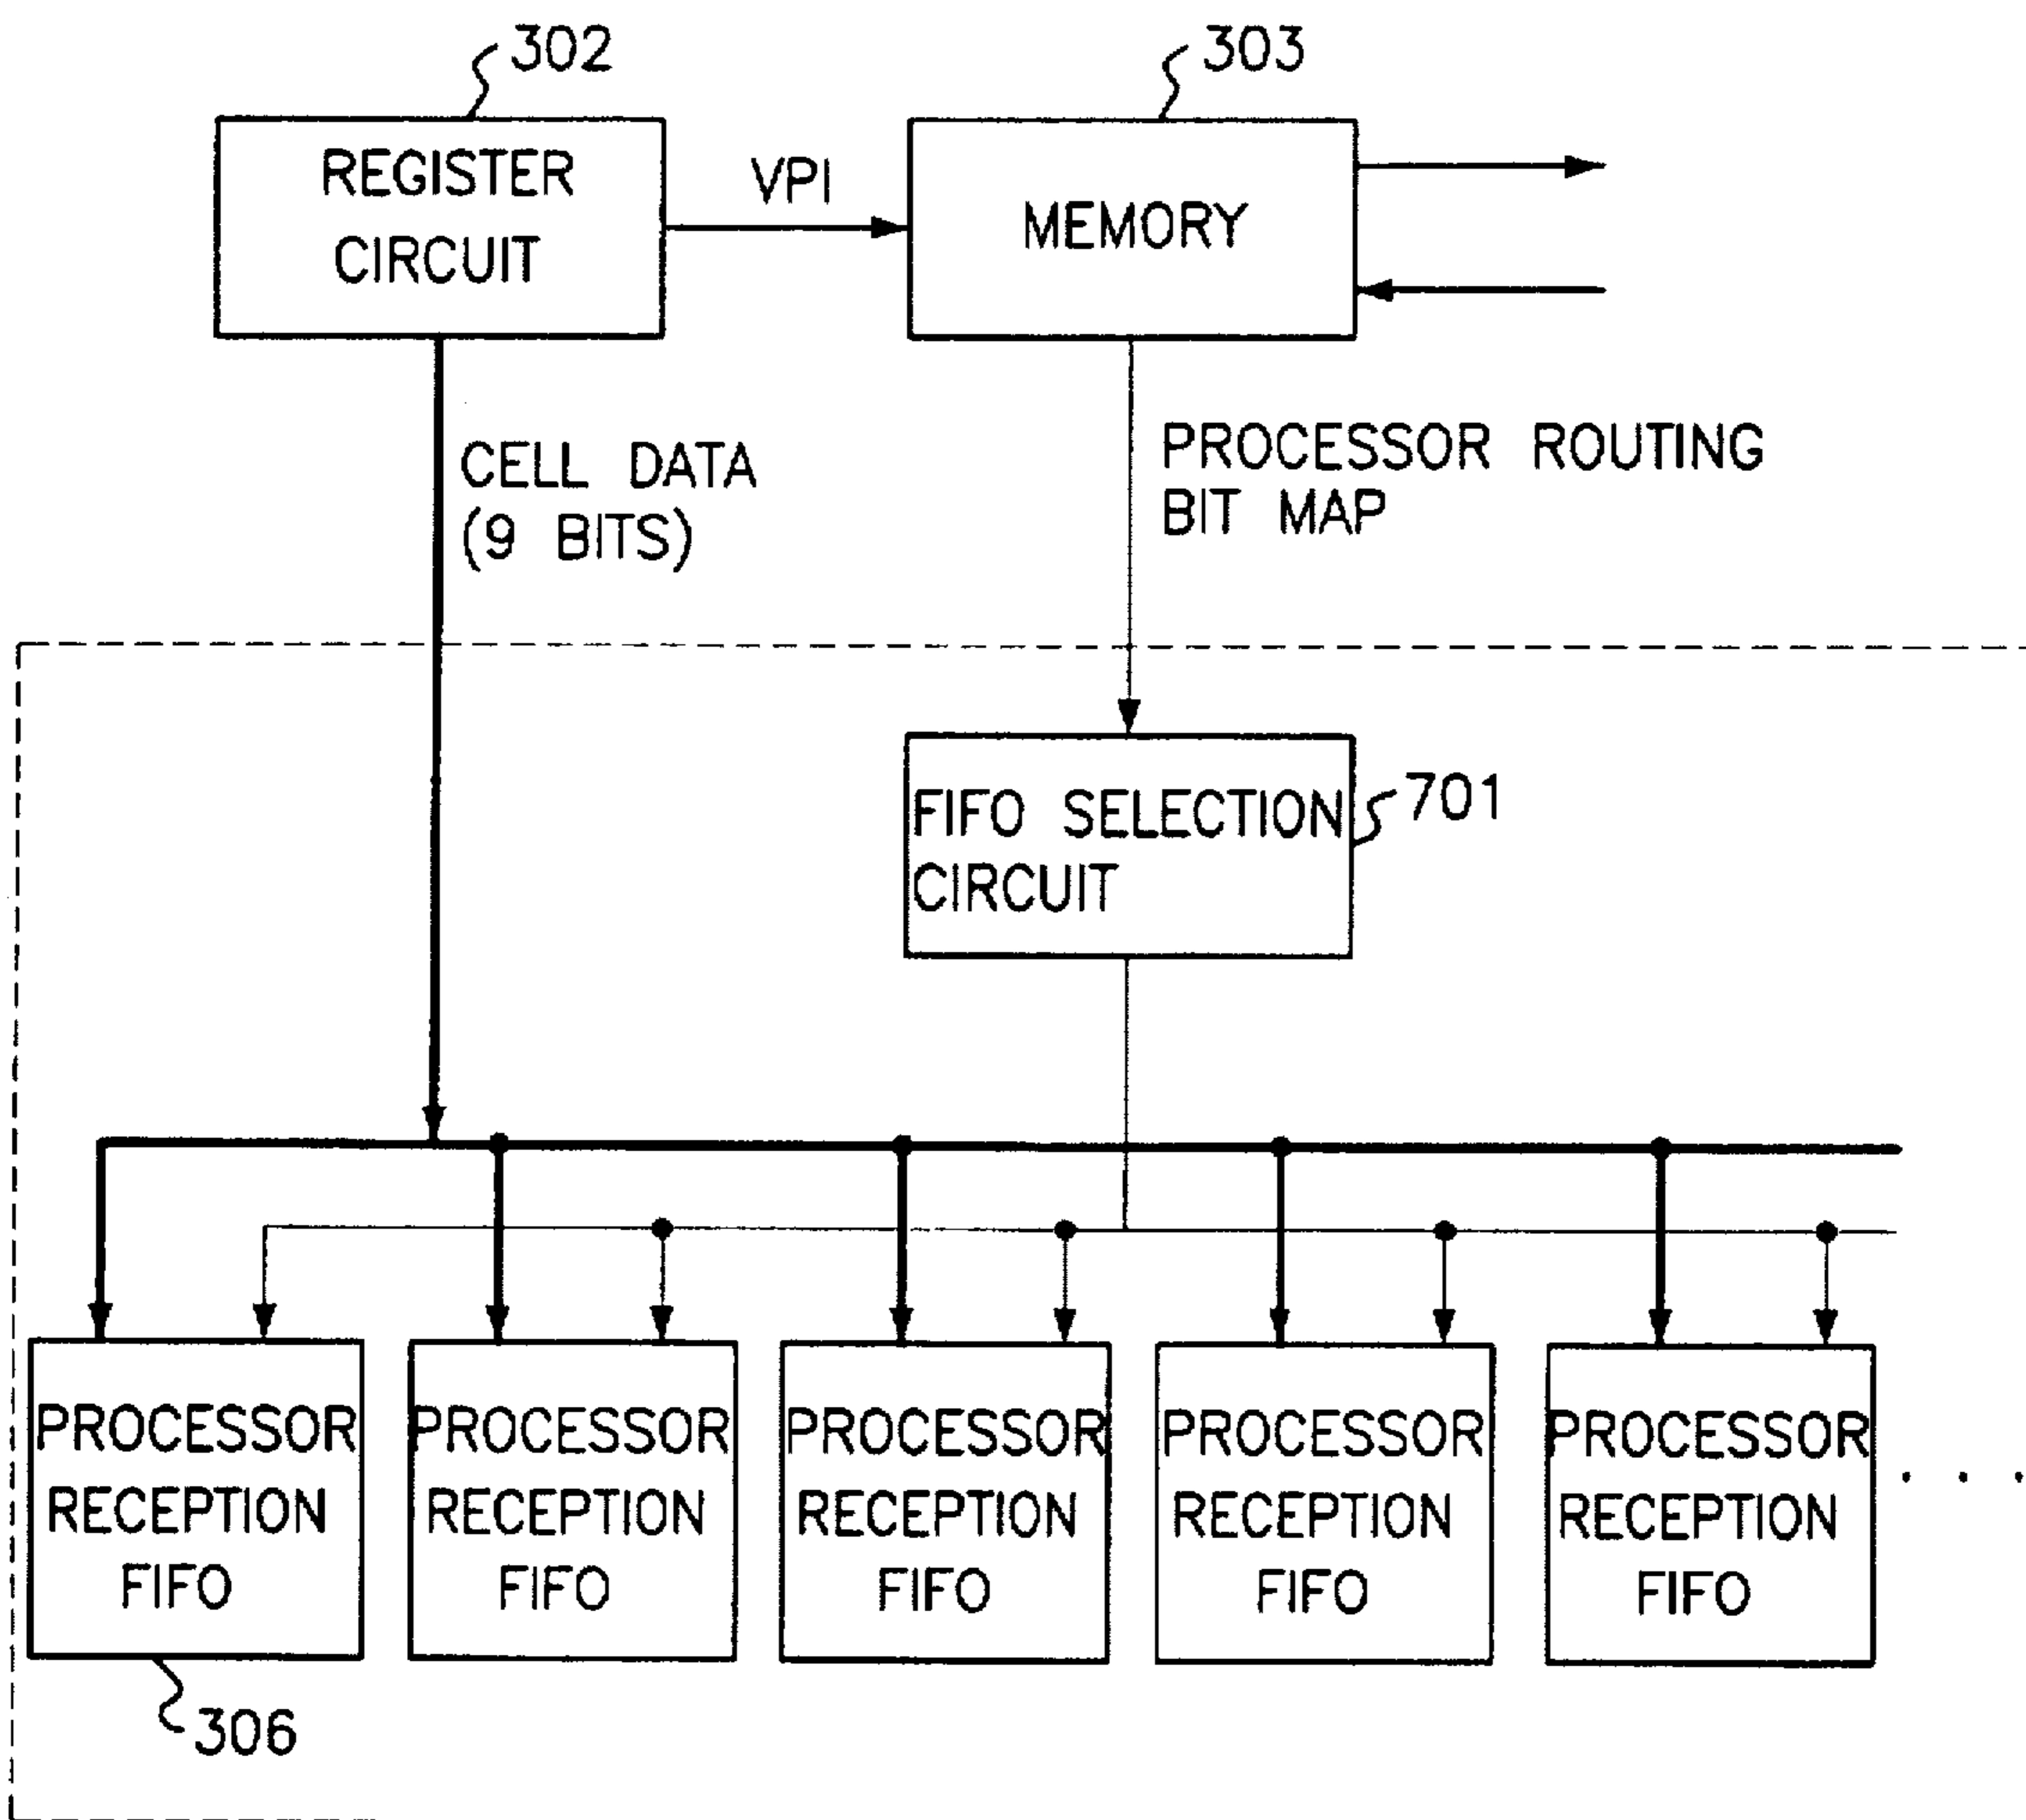 302
303
REGISTER
CIRCUIT
VPI
MEMORY
CELL DATA
(9 BITS)
PROCESSOR ROUTING
BIT MAP
FIFO SELECTION
CIRCUIT
701
PROCESSOR
RECEPTION
FIFO
PROCESSOR
RECEPTION
FIFO
PROCESSOR
RECEPTION
FIFO
PROCESSOR
RECEPTION
FIFO
PROCESSOR
RECEPTION
FIFO
. . .
306